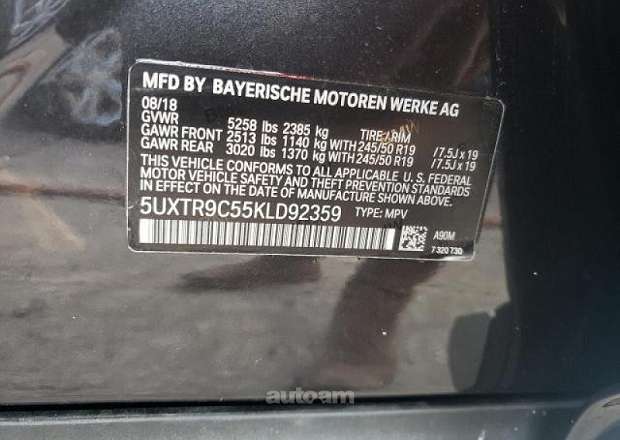 MFD BY BAYERISCHE MOTOREN WERKE AG
08/18
GVWR 5258 lbs 2385 kg TIRE/RIM
GAWR FRONT 2513 lbs 1140 kg WITH 245/50 R19 /7.5J x 19
GAWR REAR 3020 lbs 1370 kg WITH 245/50 R19 /7.5J x 19
THIS VEHICLE CONFORMS TO ALL APPLICABLE U. S. FEDERAL
MOTOR VEHICLE SAFETY AND THEFT PREVENTION STANDARDS
IN EFFECT ON THE DATE OF MANUFACTURE SHOWN ABOVE.
5UXTR9C55KLD92359 TYPE: MPV
A90M
7 320 730
auto.am